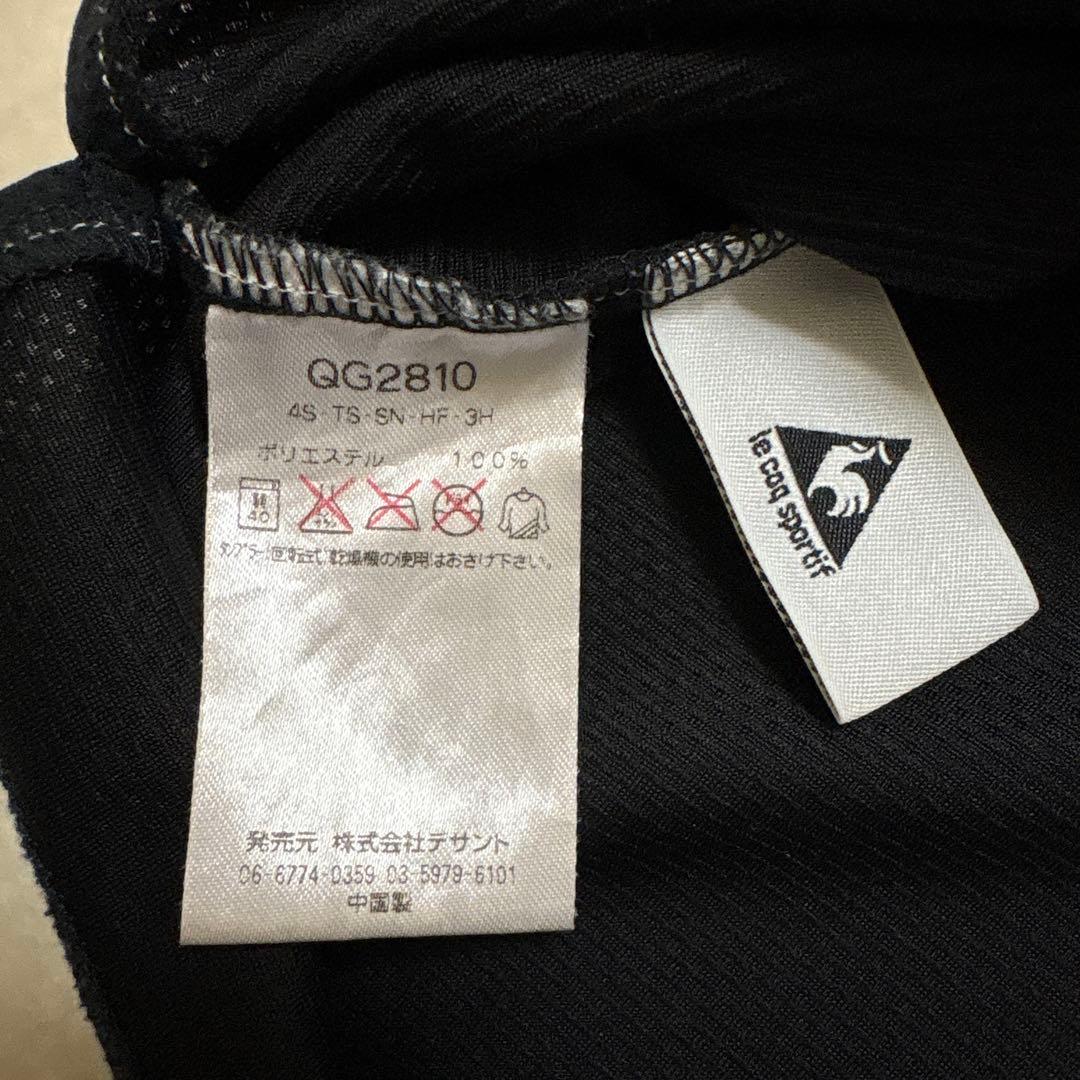 QG2810
4S-TS-SN-HF-3H
ポリエステル 100%
弱 40
タンブラー(回転式)乾燥機の使用はおさけ下さい。
発売元 株式会社デサント
06-6774-0359 03-5979-6101
中国製
le coq sportif